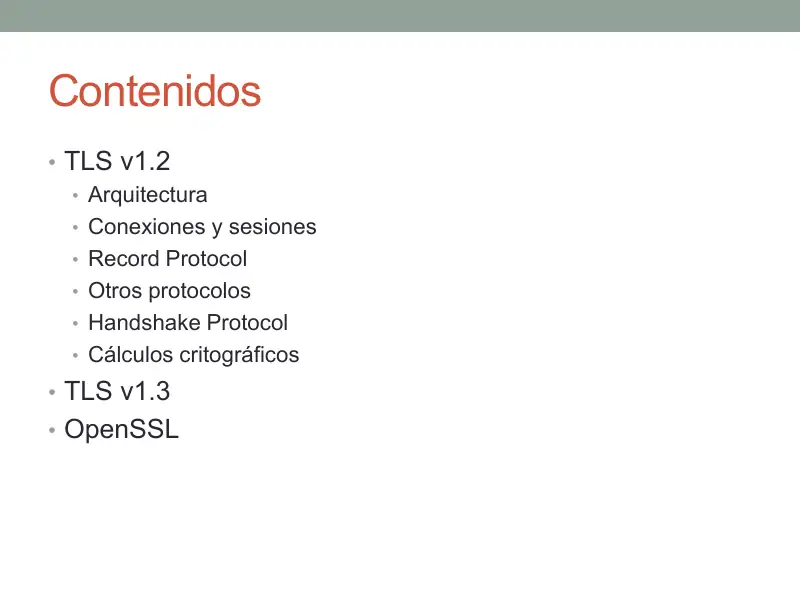 Contenidos
• TLS v1.2
• Arquitectura
• Conexiones y sesiones
• Record Protocol
• Otros protocolos
• Handshake Protocol
• Cálculos critográficos
• TLS v1.3
• OpenSSL